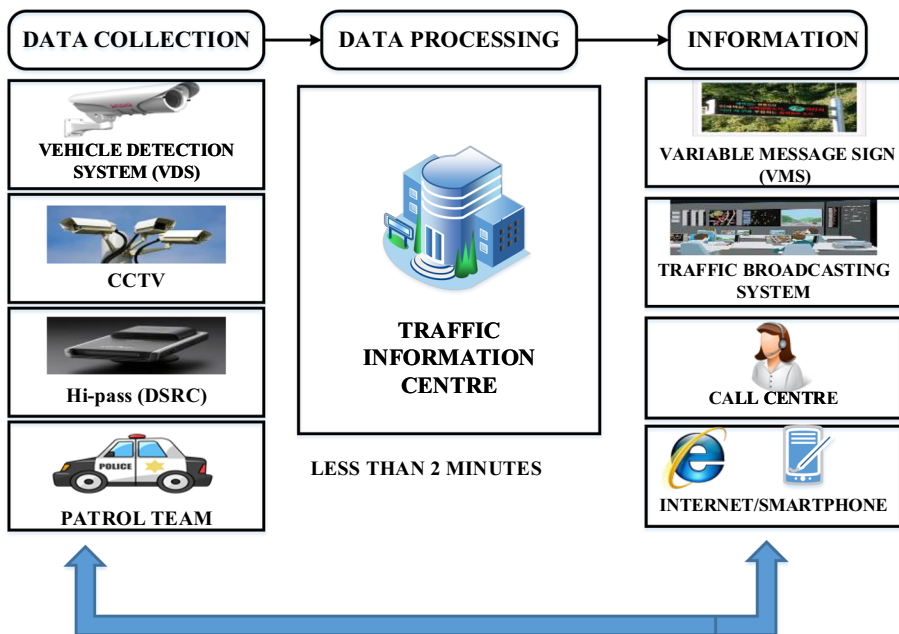 DATA COLLECTION
DATA PROCESSING
INFORMATION
VEHICLE DETECTION
SYSTEM (VDS)
CCTV
Hi-pass (DSRC)
POLICE
PATROL TEAM
TRAFFIC
INFORMATION
CENTRE
LESS THAN 2 MINUTES
VARIABLE MESSAGE SIGN
(VMS)
TRAFFIC BROADCASTING
SYSTEM
CALL CENTRE
INTERNET/SMARTPHONE